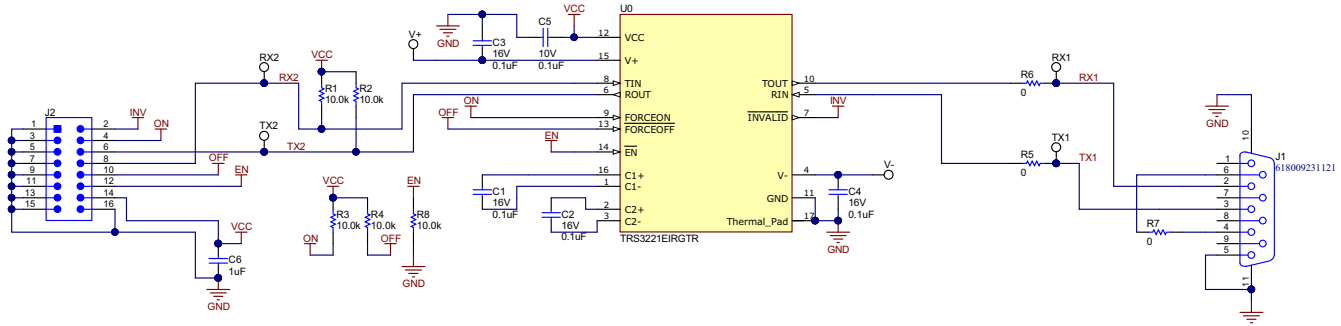 J2
1
2
INV
3
4
ON
5
6
7
8
9
10
OFF
11
12
EN
13
14
15
16
VCC
C6
1uF
GND
RX2
RX2
TX2
TX2
VCC
R1
10.0k
R2
10.0k
VCC
R3
10.0k
R4
10.0k
ON
OFF
EN
R8
10.0k
GND
V+
GND
C3
16V
0.1uF
C5
10V
0.1uF
VCC
ON
OFF
EN
C1
16V
0.1uF
C2
16V
0.1uF
U0
12 VCC
15 V+
8 TIN
6 ROUT
9 FORCEON
13 FORCEOFF
14 EN
16 C1+
1 C1-
2 C2+
3 C2-
TOUT 10
RIN 5
INVALID 7
V- 4
GND 11
Thermal_Pad 17
TRS3221EIRGTR
INV
V-
C4
16V
0.1uF
GND
R6
0
RX1
RX1
R5
0
TX1
TX1
GND
R7
0
10
J1
618009231121
1
6
2
7
3
8
4
9
5
11
GND